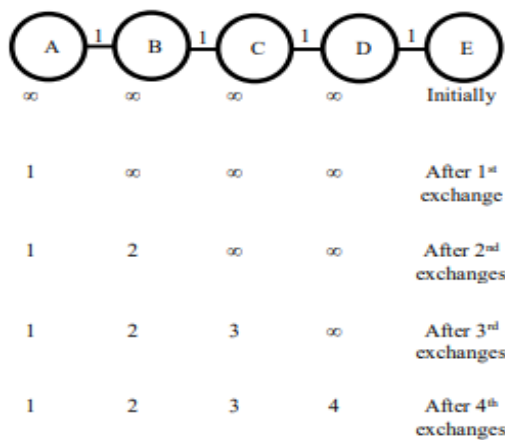 A 1 B 1 C 1 D 1 E
∞ ∞ ∞ ∞ Initially
1 ∞ ∞ ∞ After 1st
exchange
1 2 ∞ ∞ After 2nd
exchanges
1 2 3 ∞ After 3rd
exchanges
1 2 3 4 After 4th
exchanges